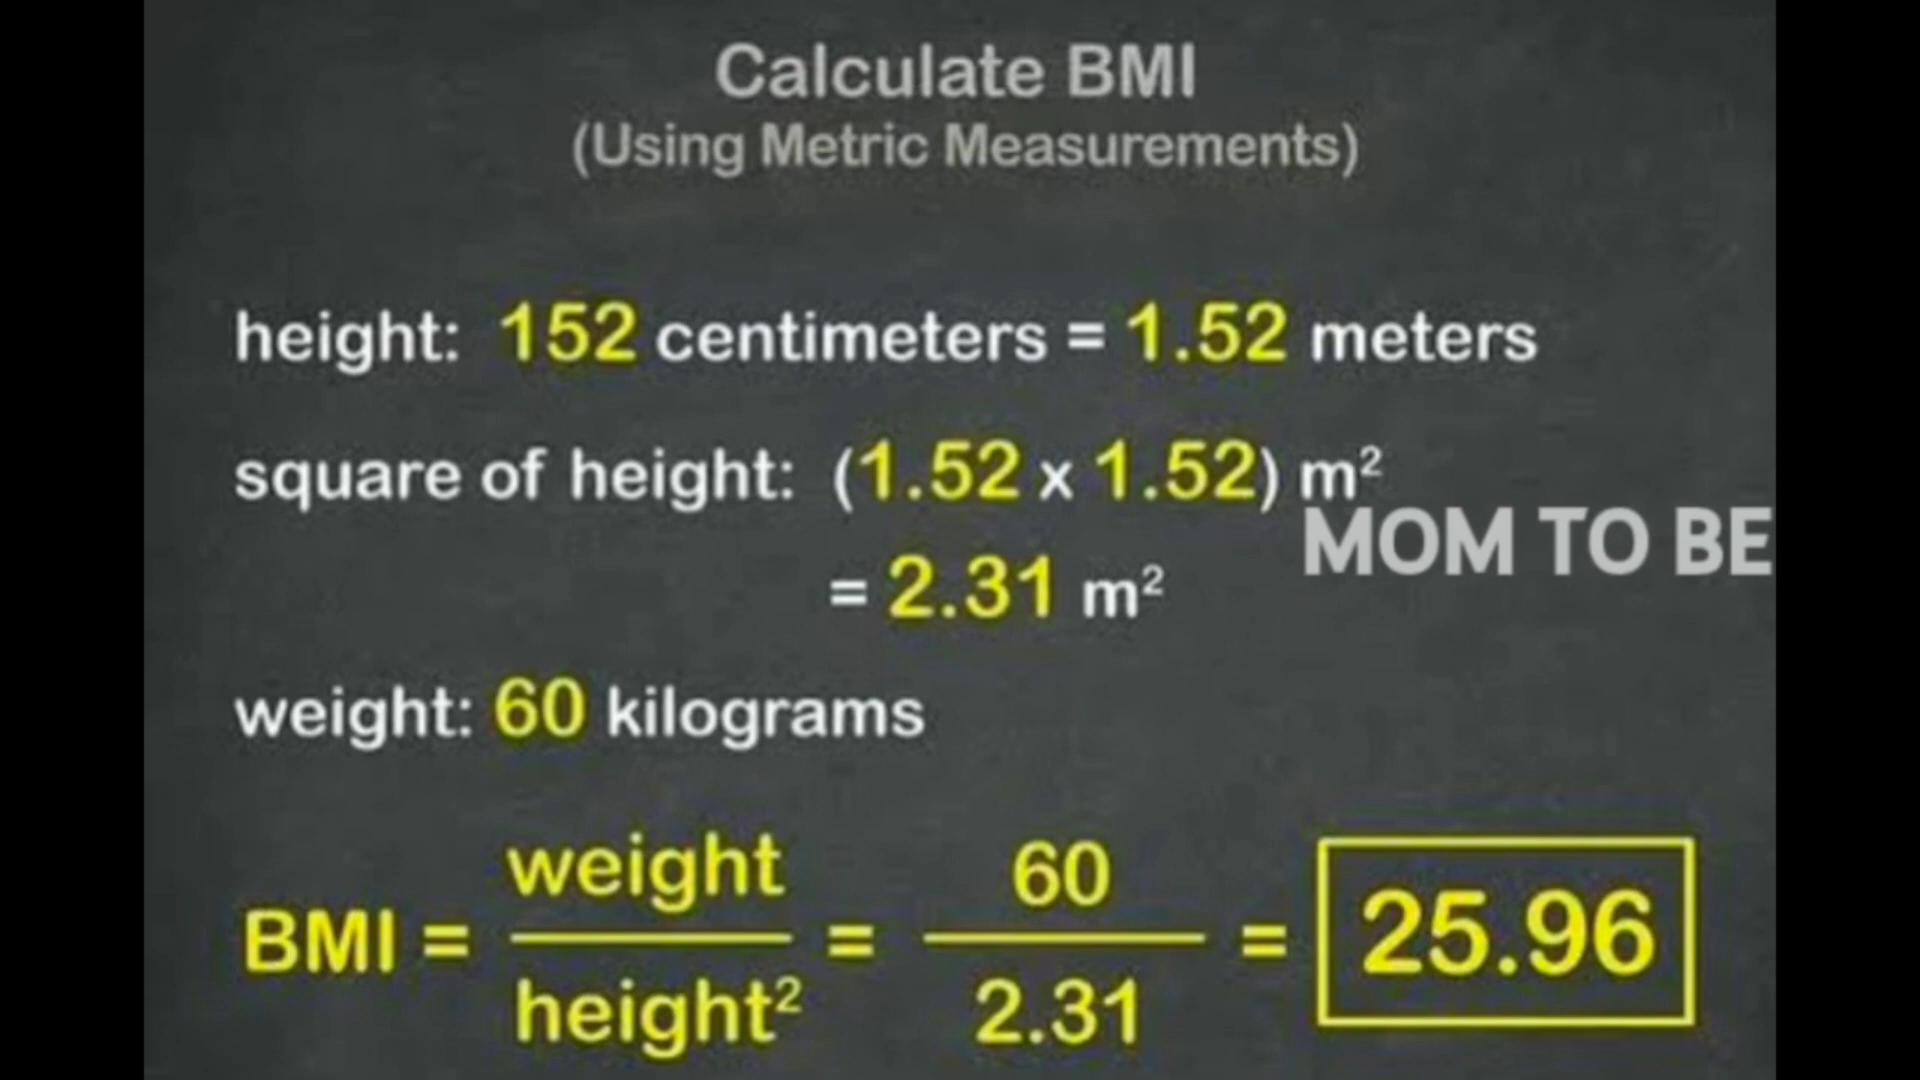 Calculate BMI
(Using Metric Measurements)
height: 152 centimeters = 1.52 meters
square of height: (1.52 x 1.52) m²
MOM TO BE
= 2.31 m²
weight: 60 kilograms
BMI = weight / height² = 60 / 2.31 = 25.96